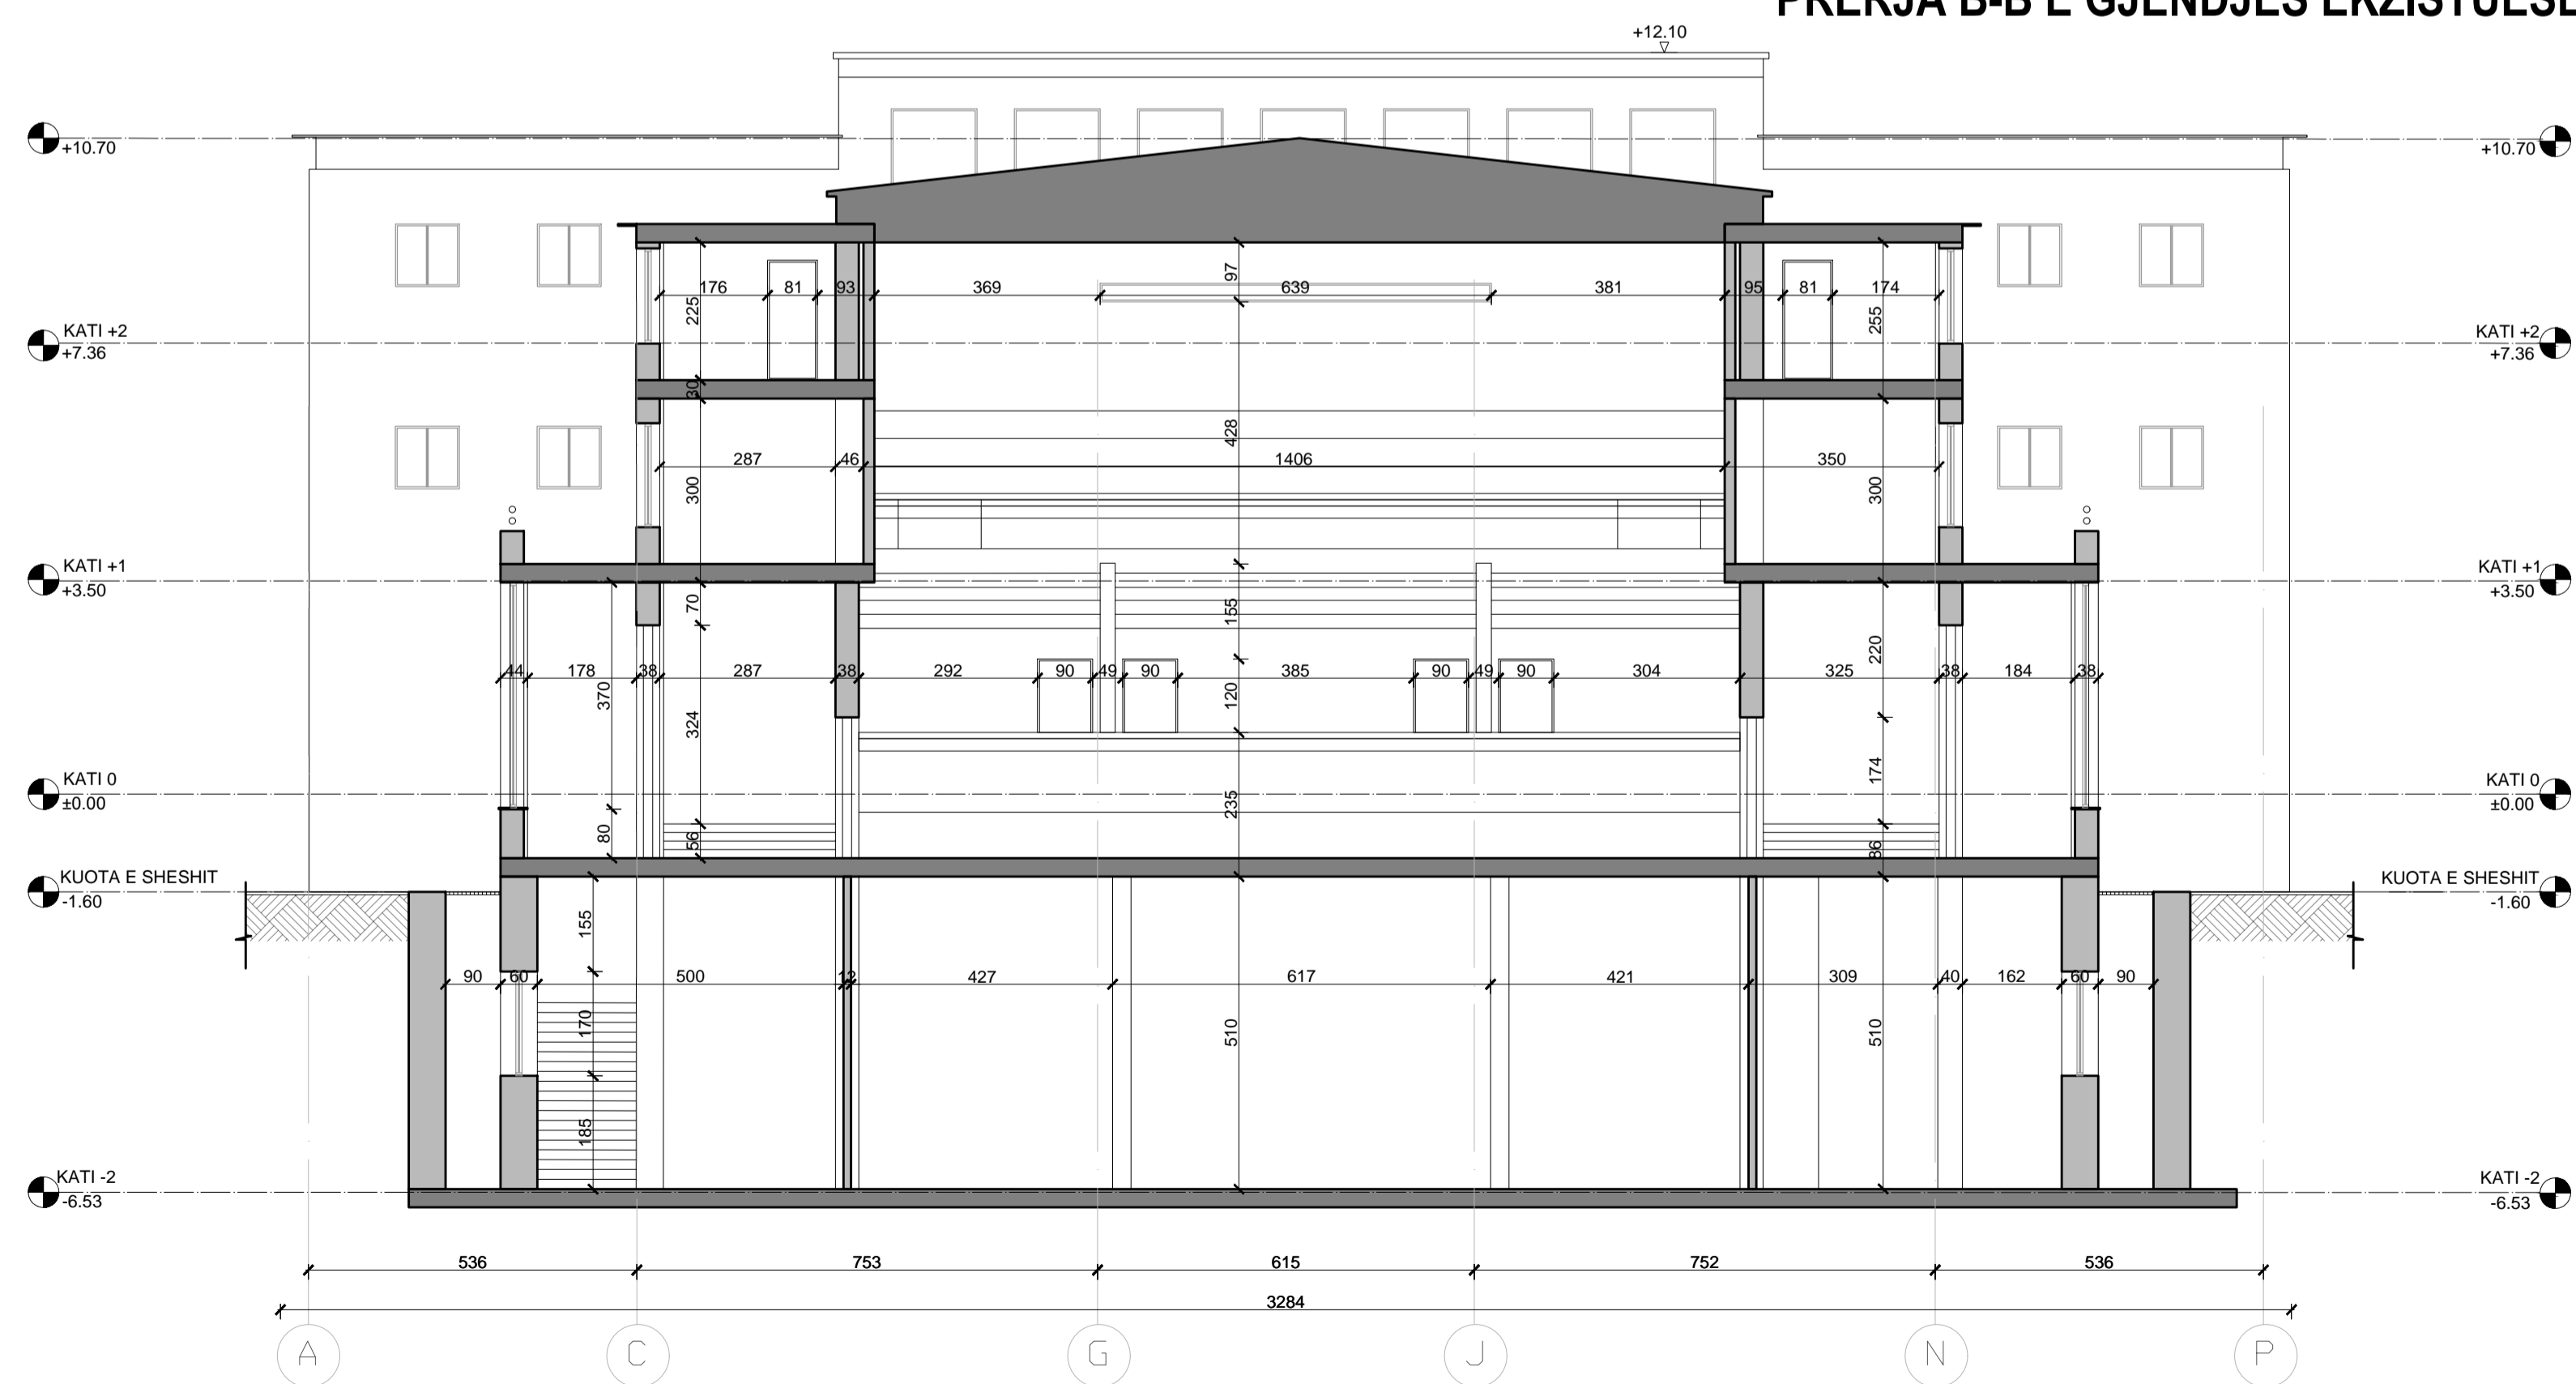 PRERJA B-B E GJENDJES EKZISTUESE
+12.10
+10.70
+10.70
97
176 81 93 369 639 381 95 81 174
225
255
KATI +2
+7.36
KATI +2
+7.36
30
428
287 46 1406 350
300
300
KATI +1
+3.50
KATI +1
+3.50
70
155
220
44 178 38 287 38 292 90 49 90 385 90 49 90 304 325 38 184 38
370
324
120
174
KATI 0
±0.00
KATI 0
±0.00
235
80
56
86
KUOTA E SHESHIT
-1.60
KUOTA E SHESHIT
-1.60
155
90 60 500 12 427 617 421 309 40 162 60 90
170
510
510
185
KATI -2
-6.53
KATI -2
-6.53
536 753 615 752 536
3284
A C G J N P